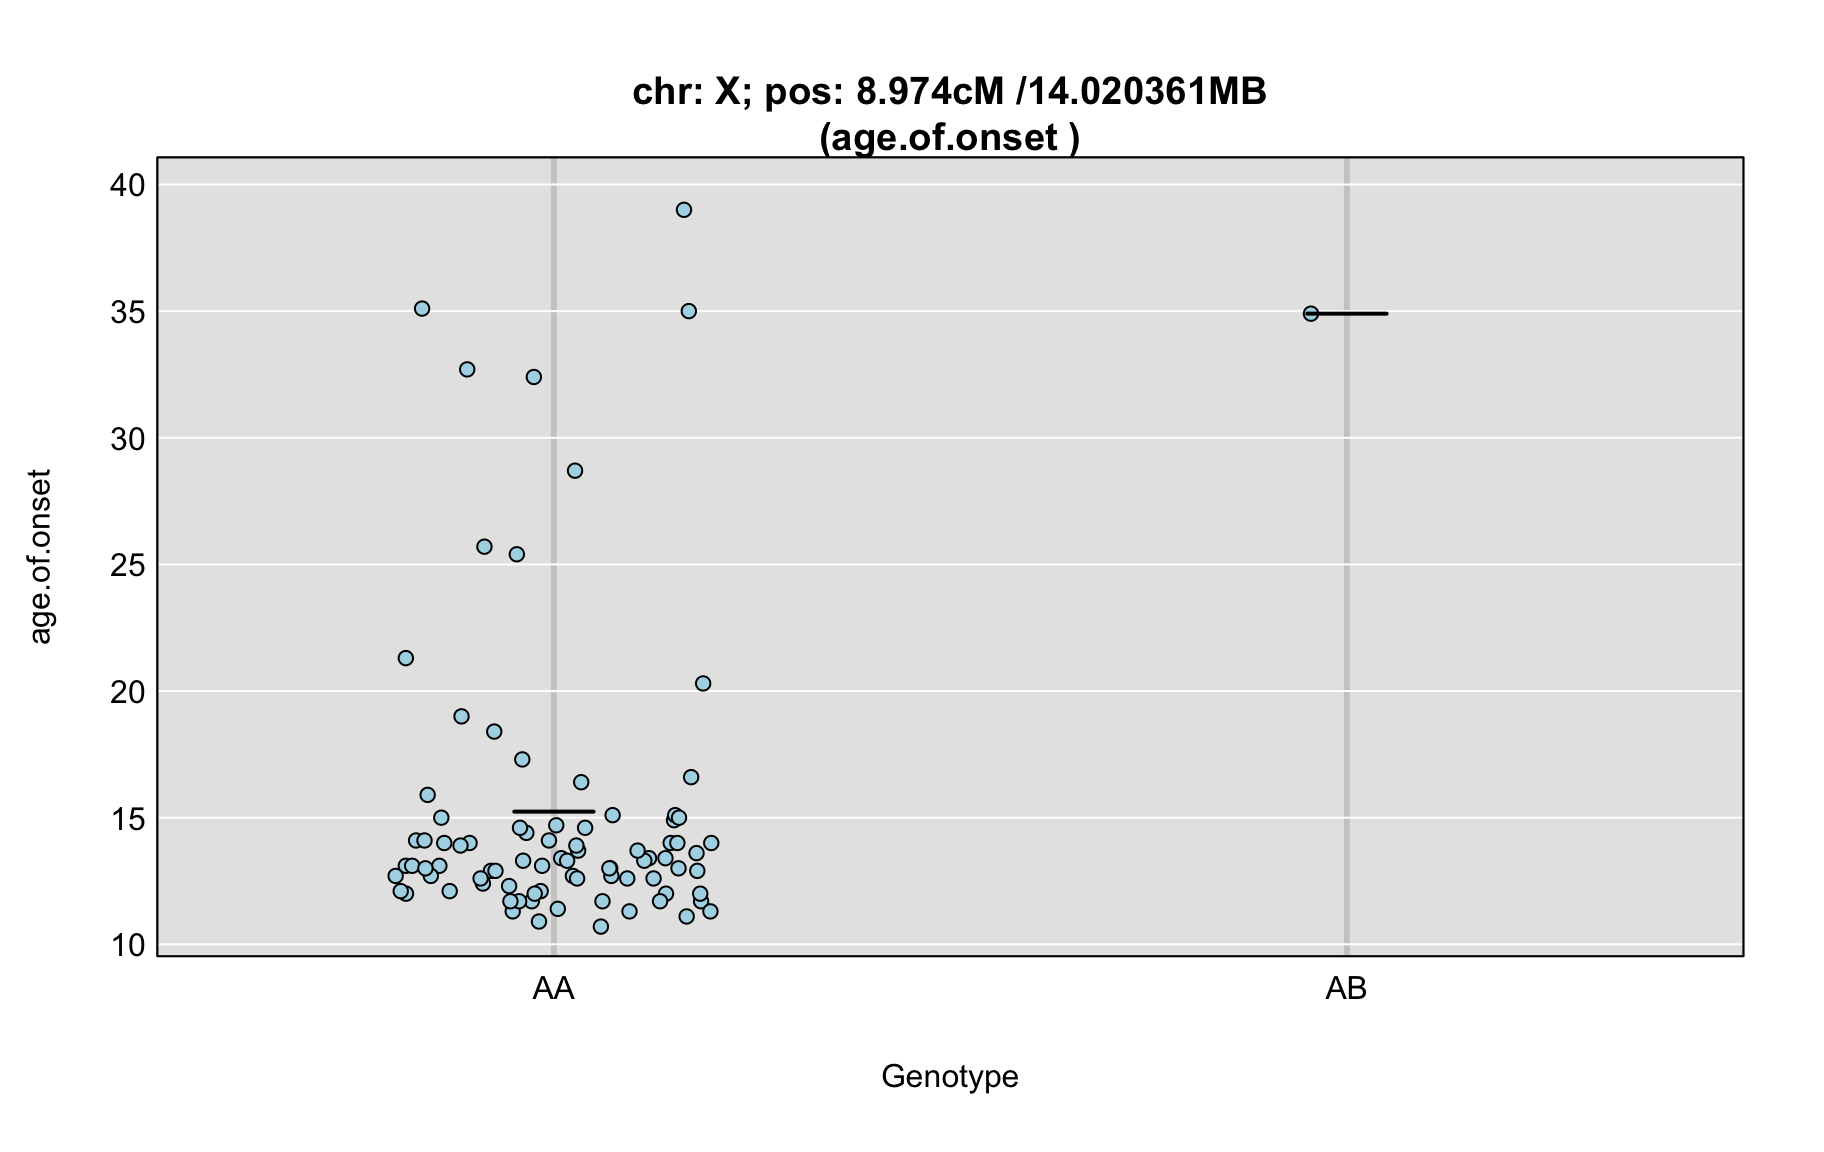 chr: X; pos: 8.974cM /14.020361MB
(age.of.onset )
40
35
30
25
20
15
10
age.of.onset
AA
AB
Genotype